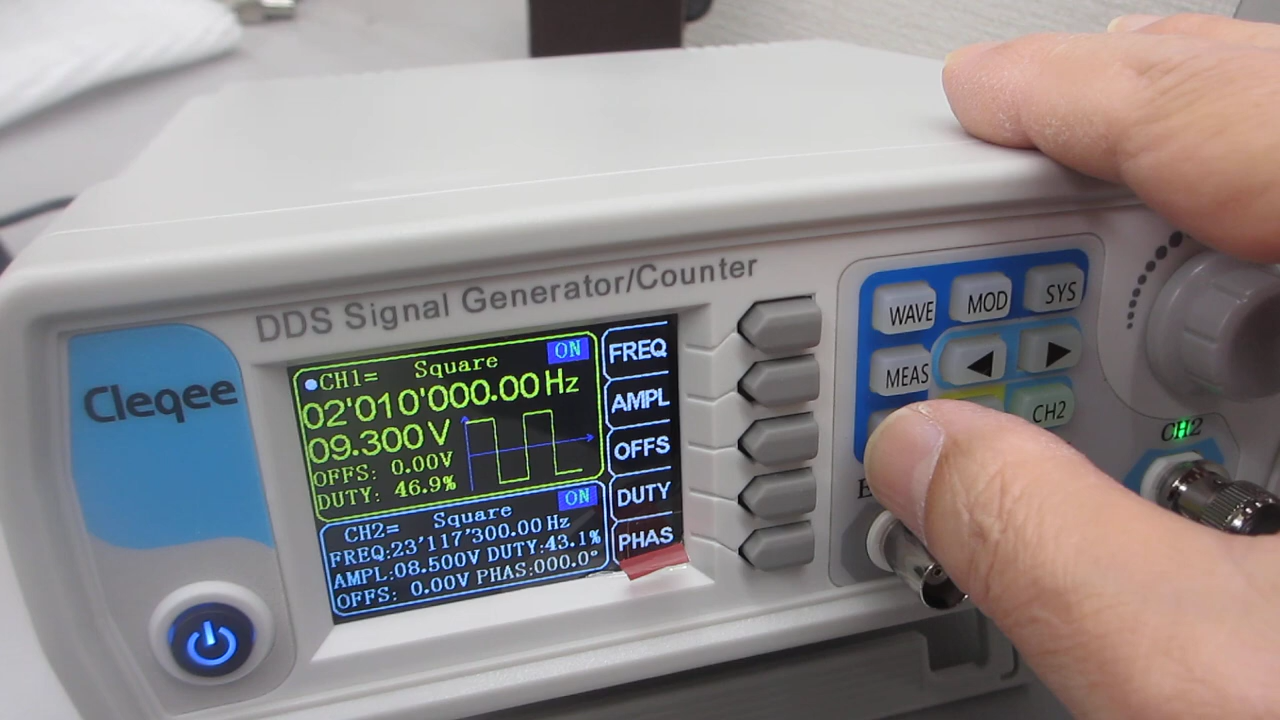 DDS Signal Generator/Counter
Cleqee
CH1= Square ON
02'010'000.00 Hz
09.300 V
OFFS: 0.00V
DUTY: 46.9%
CH2= Square ON
FREQ:23'117'300.00 Hz
AMPL:08.500V DUTY:43.1%
OFFS: 0.00V PHAS:000.0°
FREQ
AMPL
OFFS
DUTY
PHAS
WAVE MOD SYS
MEAS
CH2
CH2